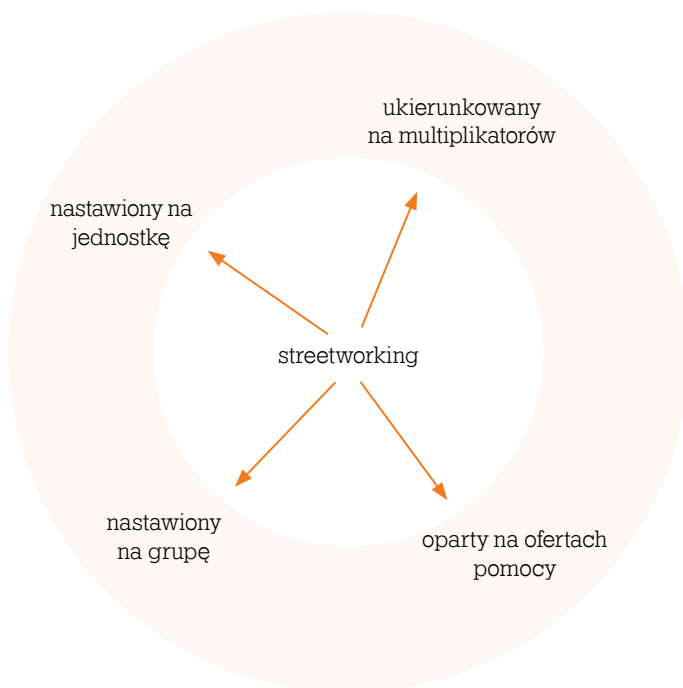 ukierunkowany
na multiplikatorów
nastawiony na
jednostkę
streetworking
nastawiony
na grupę
oparty na ofertach
pomocy